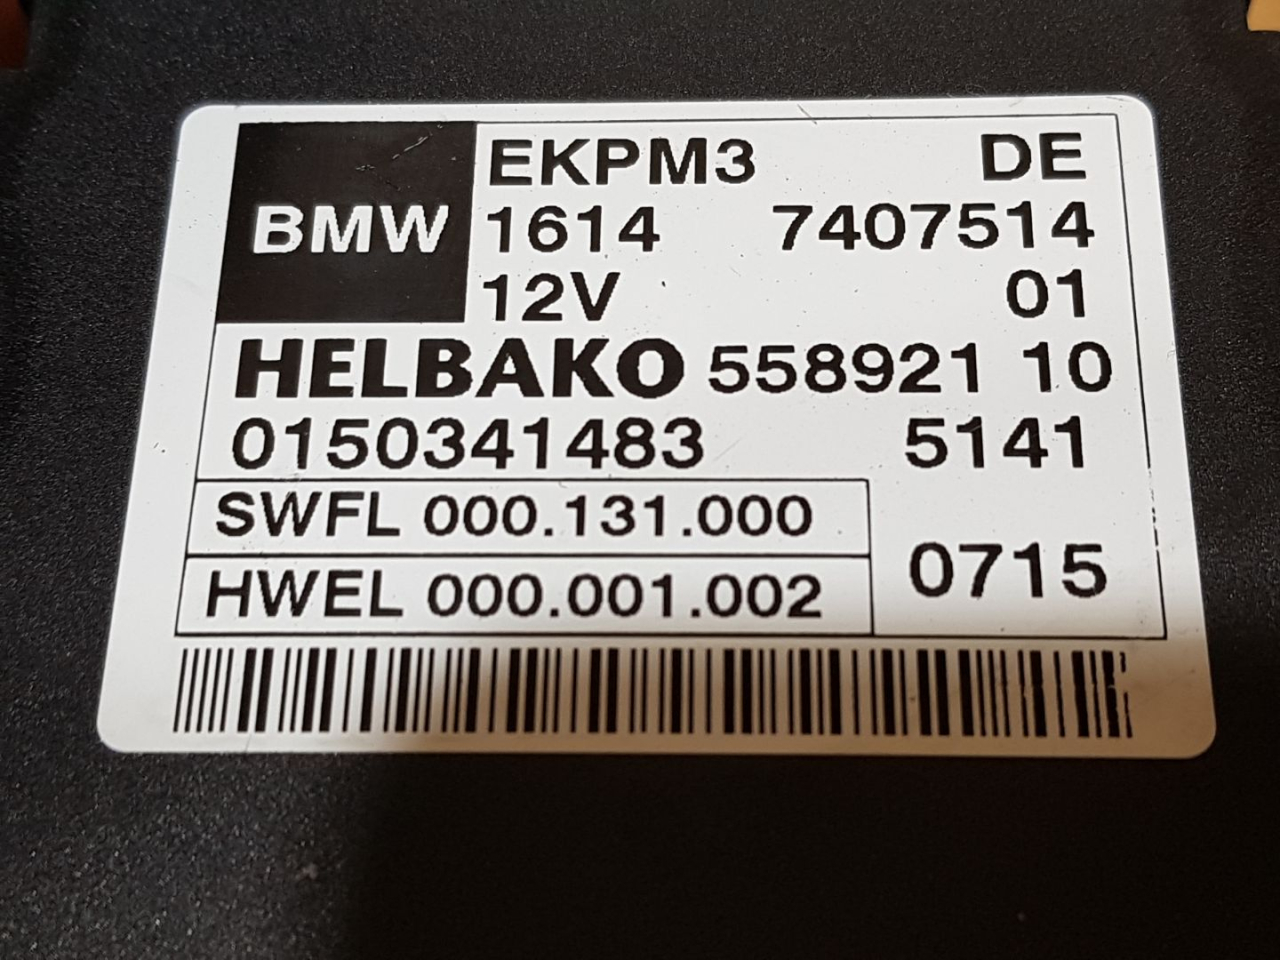 EKPM3 DE
BMW 1614 7407514
12V 01
HELBAKO 558921 10
0150341483 5141
SWFL 000.131.000
0715
HWEL 000.001.002